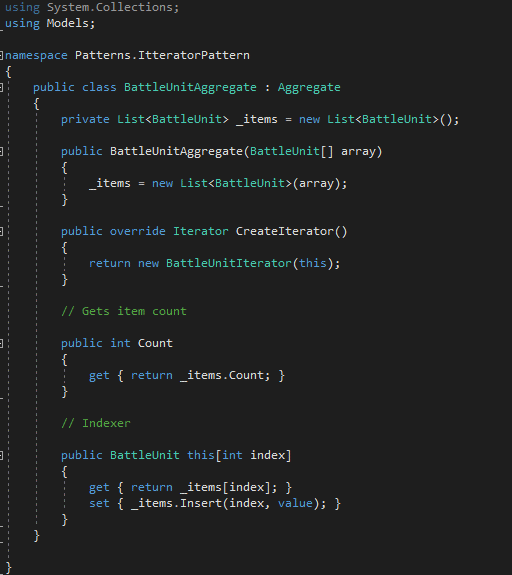 using System.Collections;
using Models;
namespace Patterns.ItteratorPattern
{
public class BattleUnitAggregate : Aggregate
{
private List<BattleUnit> _items = new List<BattleUnit>();
public BattleUnitAggregate(BattleUnit[] array)
{
_items = new List<BattleUnit>(array);
}
public override Iterator CreateIterator()
{
return new BattleUnitIterator(this);
}
// Gets item count
public int Count
{
get { return _items.Count; }
}
// Indexer
public BattleUnit this[int index]
{
get { return _items[index]; }
set { _items.Insert(index, value); }
}
}
}